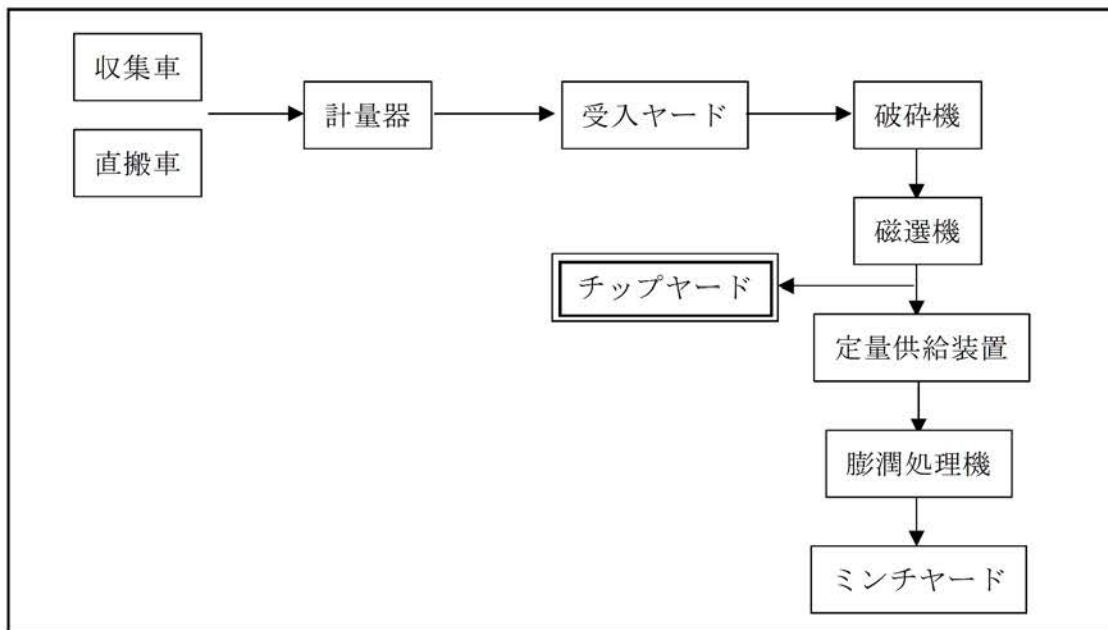 収集車
直搬車
計量器
受入ヤード
破砕機
磁選機
チップヤード
定量供給装置
膨潤処理機
ミンチヤード